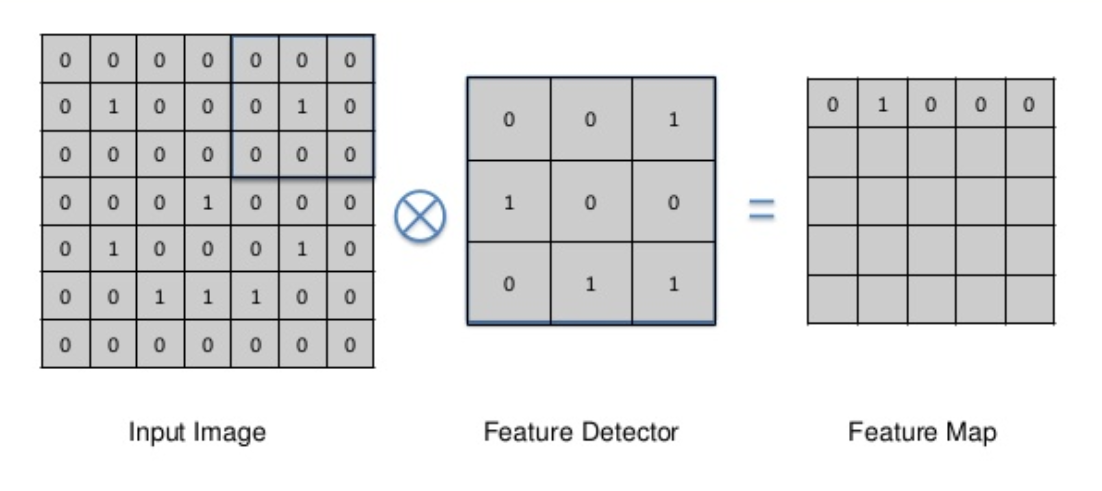 0 0 0 0 0 0 0
0 1 0 0 0 1 0
0 0 0 0 0 0 0
0 0 0 1 0 0 0
0 1 0 0 0 1 0
0 0 1 1 1 0 0
0 0 0 0 0 0 0
Input Image
⊗
0 0 1
1 0 0
0 1 1
Feature Detector
=
0 1 0 0 0
Feature Map